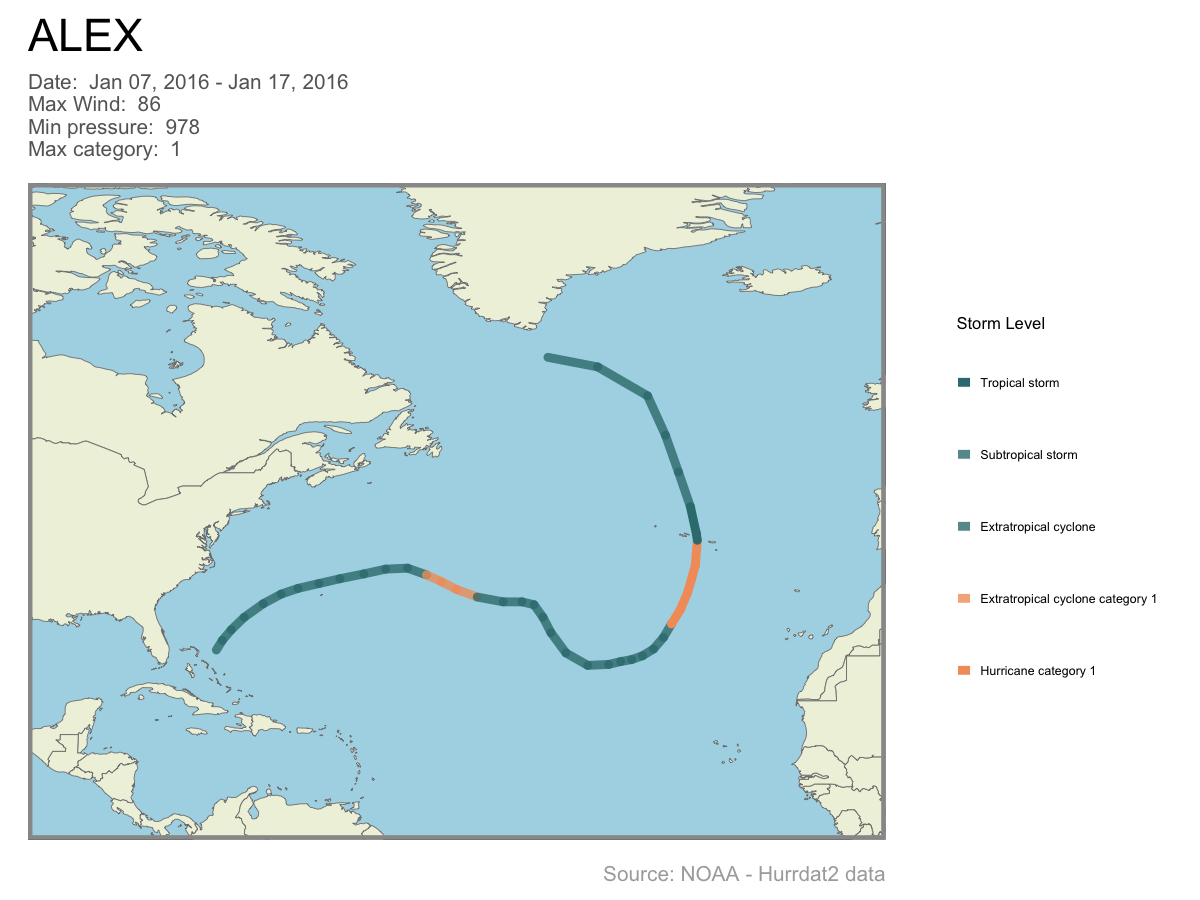 ALEX
Date:  Jan 07, 2016 - Jan 17, 2016
Max Wind:  86
Min pressure:  978
Max category:  1
Storm Level
Tropical storm
Subtropical storm
Extratropical cyclone
Extratropical cyclone category 1
Hurricane category 1
Source: NOAA - Hurrdat2 data